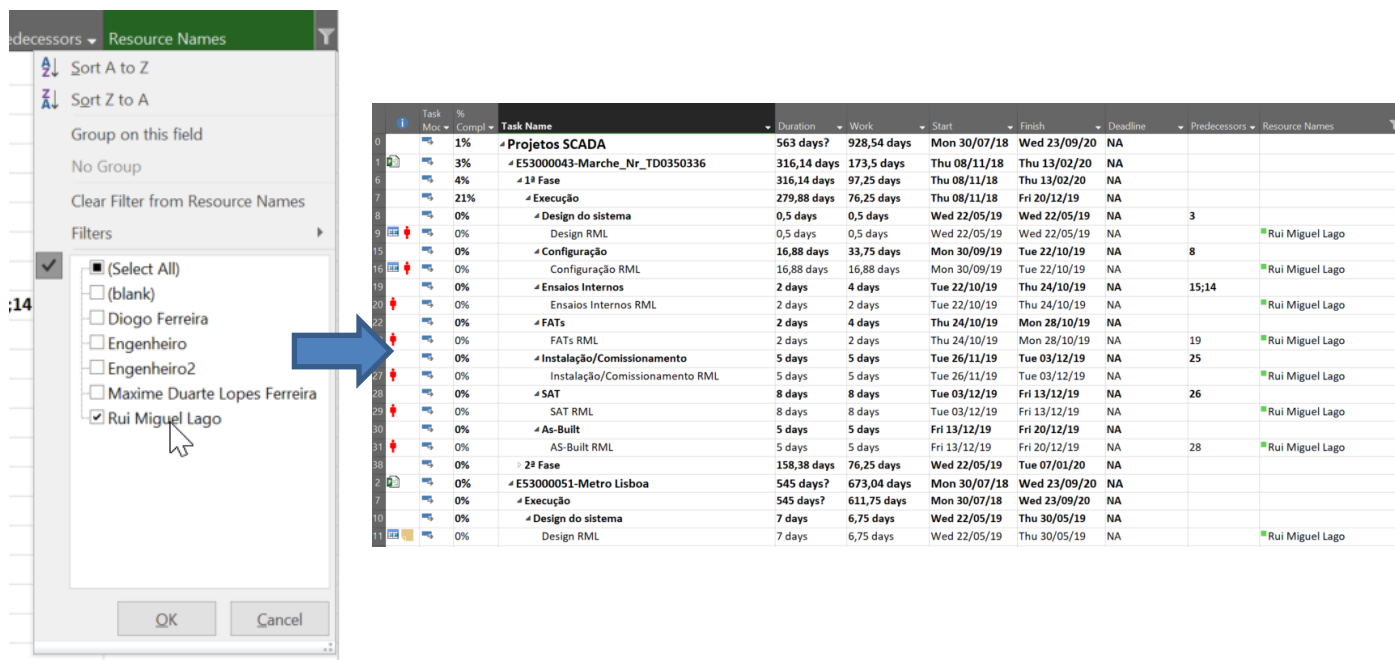 edecessors Resource Names
Sort A to Z
Sort Z to A
Group on this field
No Group
Clear Filter from Resource Names
Filters
(Select All)
(blank)
;14
Diogo Ferreira
Engenheiro
Engenheiro2
Maxime Duarte Lopes Ferreira
Rui Miguel Lago
OK Cancel
Task Moc % Compl Task Name Duration Work Start Finish Deadline Predecessors Resource Names
0 1% Projetos SCADA 563 days? 928,54 days Mon 30/07/18 Wed 23/09/20 NA
1 3% E53000043-Marche_Nr_TD0350336 316,14 days 173,5 days Thu 08/11/18 Thu 13/02/20 NA
6 4% 1ª Fase 316,14 days 97,25 days Thu 08/11/18 Thu 13/02/20 NA
7 21% Execução 279,88 days 76,25 days Thu 08/11/18 Fri 20/12/19 NA
8 0% Design do sistema 0,5 days 0,5 days Wed 22/05/19 Wed 22/05/19 NA 3
9 0% Design RML 0,5 days 0,5 days Wed 22/05/19 Wed 22/05/19 NA Rui Miguel Lago
15 0% Configuração 16,88 days 33,75 days Mon 30/09/19 Tue 22/10/19 NA 8
16 0% Configuração RML 16,88 days 16,88 days Mon 30/09/19 Tue 22/10/19 NA Rui Miguel Lago
19 0% Ensaios Internos 2 days 4 days Tue 22/10/19 Thu 24/10/19 NA 15;14
20 0% Ensaios Internos RML 2 days 2 days Tue 22/10/19 Thu 24/10/19 NA Rui Miguel Lago
22 0% FATs 2 days 4 days Thu 24/10/19 Mon 28/10/19 NA
0% FATs RML 2 days 2 days Thu 24/10/19 Mon 28/10/19 NA 19 Rui Miguel Lago
0% Instalação/Comissionamento 5 days 5 days Tue 26/11/19 Tue 03/12/19 NA 25
27 0% Instalação/Comissionamento RML 5 days 5 days Tue 26/11/19 Tue 03/12/19 NA Rui Miguel Lago
28 0% SAT 8 days 8 days Tue 03/12/19 Fri 13/12/19 NA 26
29 0% SAT RML 8 days 8 days Tue 03/12/19 Fri 13/12/19 NA Rui Miguel Lago
30 0% As-Built 5 days 5 days Fri 13/12/19 Fri 20/12/19 NA
31 0% AS-Built RML 5 days 5 days Fri 13/12/19 Fri 20/12/19 NA 28 Rui Miguel Lago
38 0% 2ª Fase 158,38 days 76,25 days Wed 22/05/19 Tue 07/01/20 NA
2 0% E53000051-Metro Lisboa 545 days? 673,04 days Mon 30/07/18 Wed 23/09/20 NA
7 0% Execução 545 days? 611,75 days Mon 30/07/18 Wed 23/09/20 NA
10 0% Design do sistema 7 days 6,75 days Wed 22/05/19 Thu 30/05/19 NA
11 0% Design RML 7 days 6,75 days Wed 22/05/19 Thu 30/05/19 NA Rui Miguel Lago